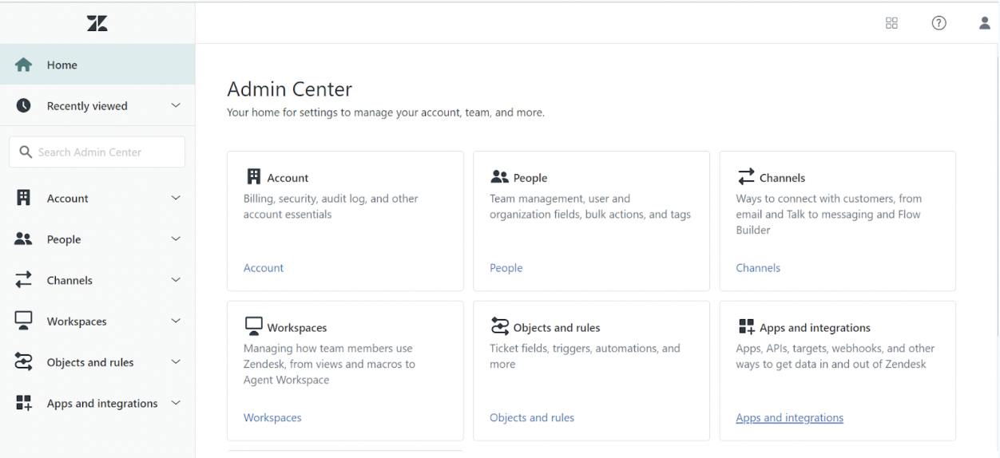 Home
Recently viewed
Search Admin Center
Account
People
Channels
Workspaces
Objects and rules
Apps and integrations
Admin Center
Your home for settings to manage your account, team, and more.
Account
Billing, security, audit log, and other
account essentials
Account
People
Team management, user and
organization fields, bulk actions, and tags
People
Channels
Ways to connect with customers, from
email and Talk to messaging and Flow
Builder
Channels
Workspaces
Managing how team members use
Zendesk, from views and macros to
Agent Workspace
Workspaces
Objects and rules
Ticket fields, triggers, automations, and
more
Objects and rules
Apps and integrations
Apps, APIs, targets, webhooks, and other
ways to get data in and out of Zendesk
Apps and integrations